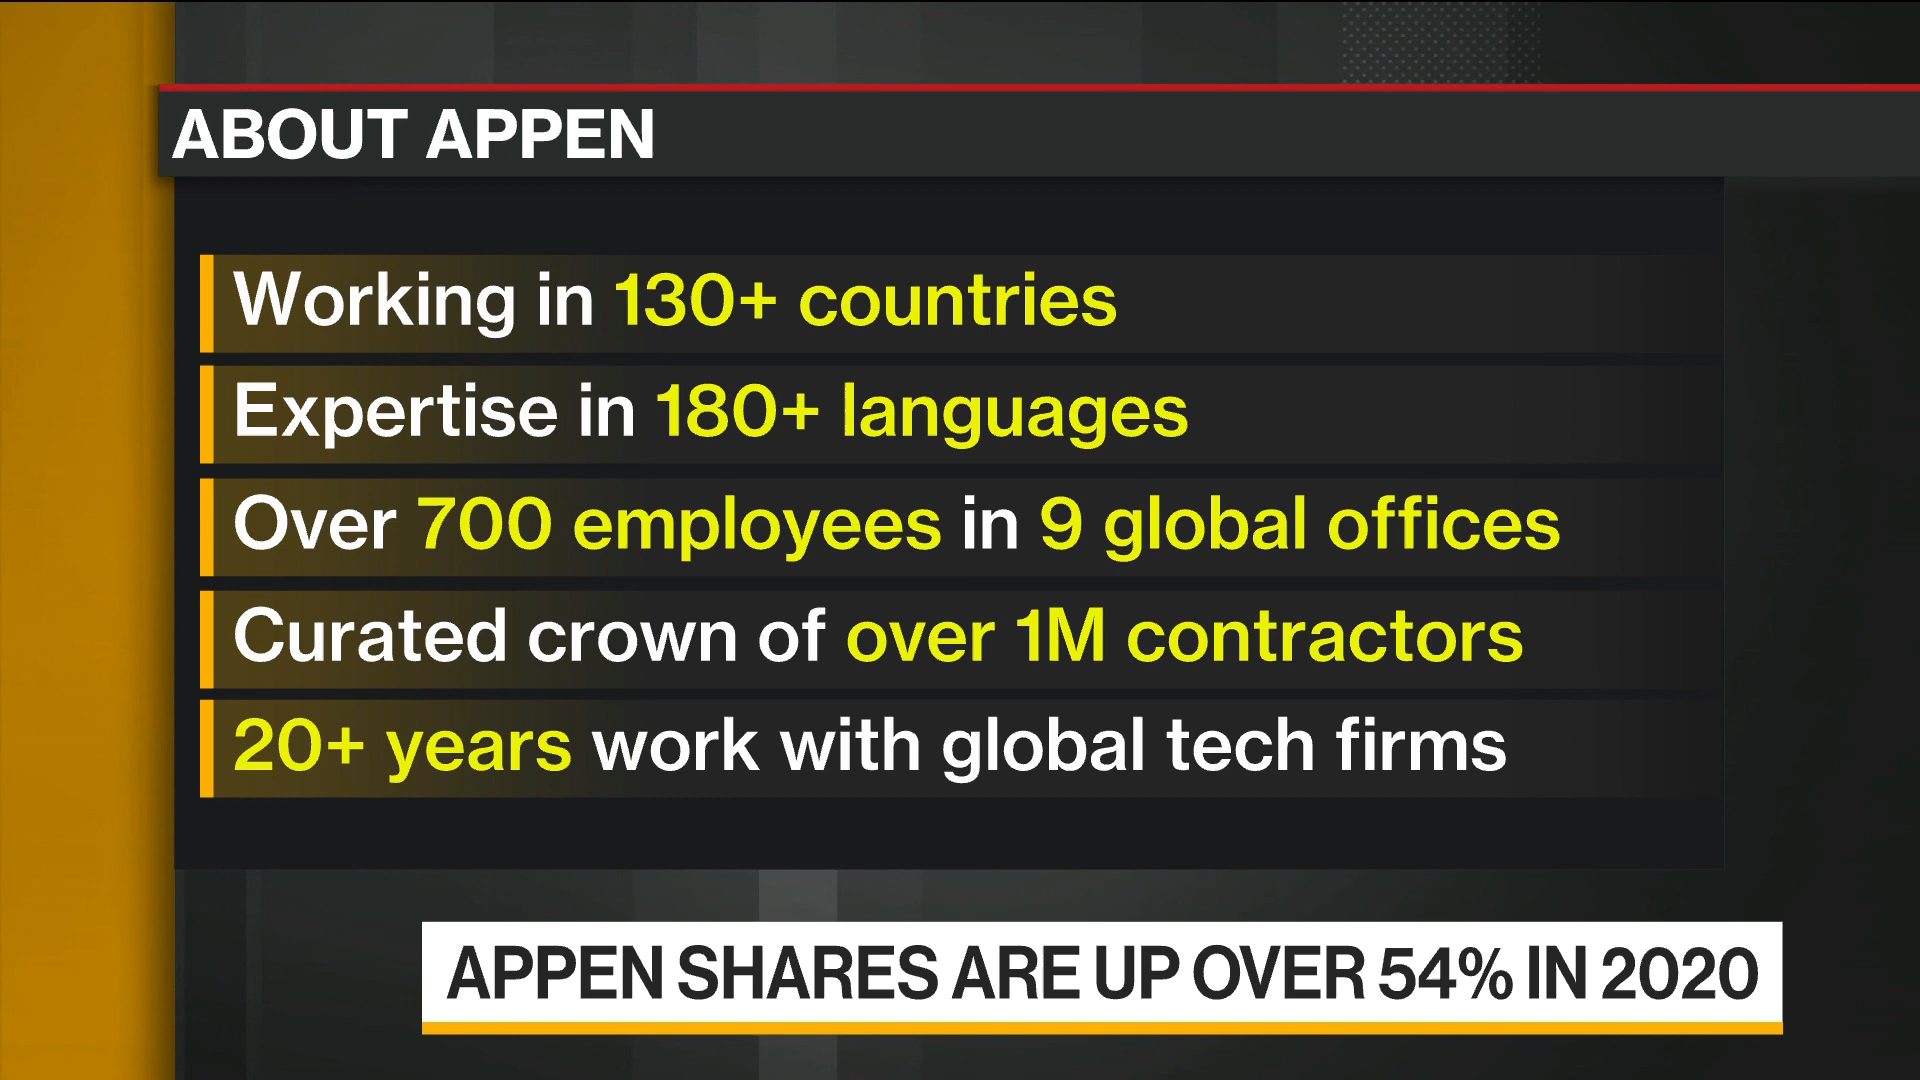 ABOUT APPEN
Working in 130+ countries
Expertise in 180+ languages
Over 700 employees in 9 global offices
Curated crown of over 1M contractors
20+ years work with global tech firms
APPEN SHARES ARE UP OVER 54% IN 2020